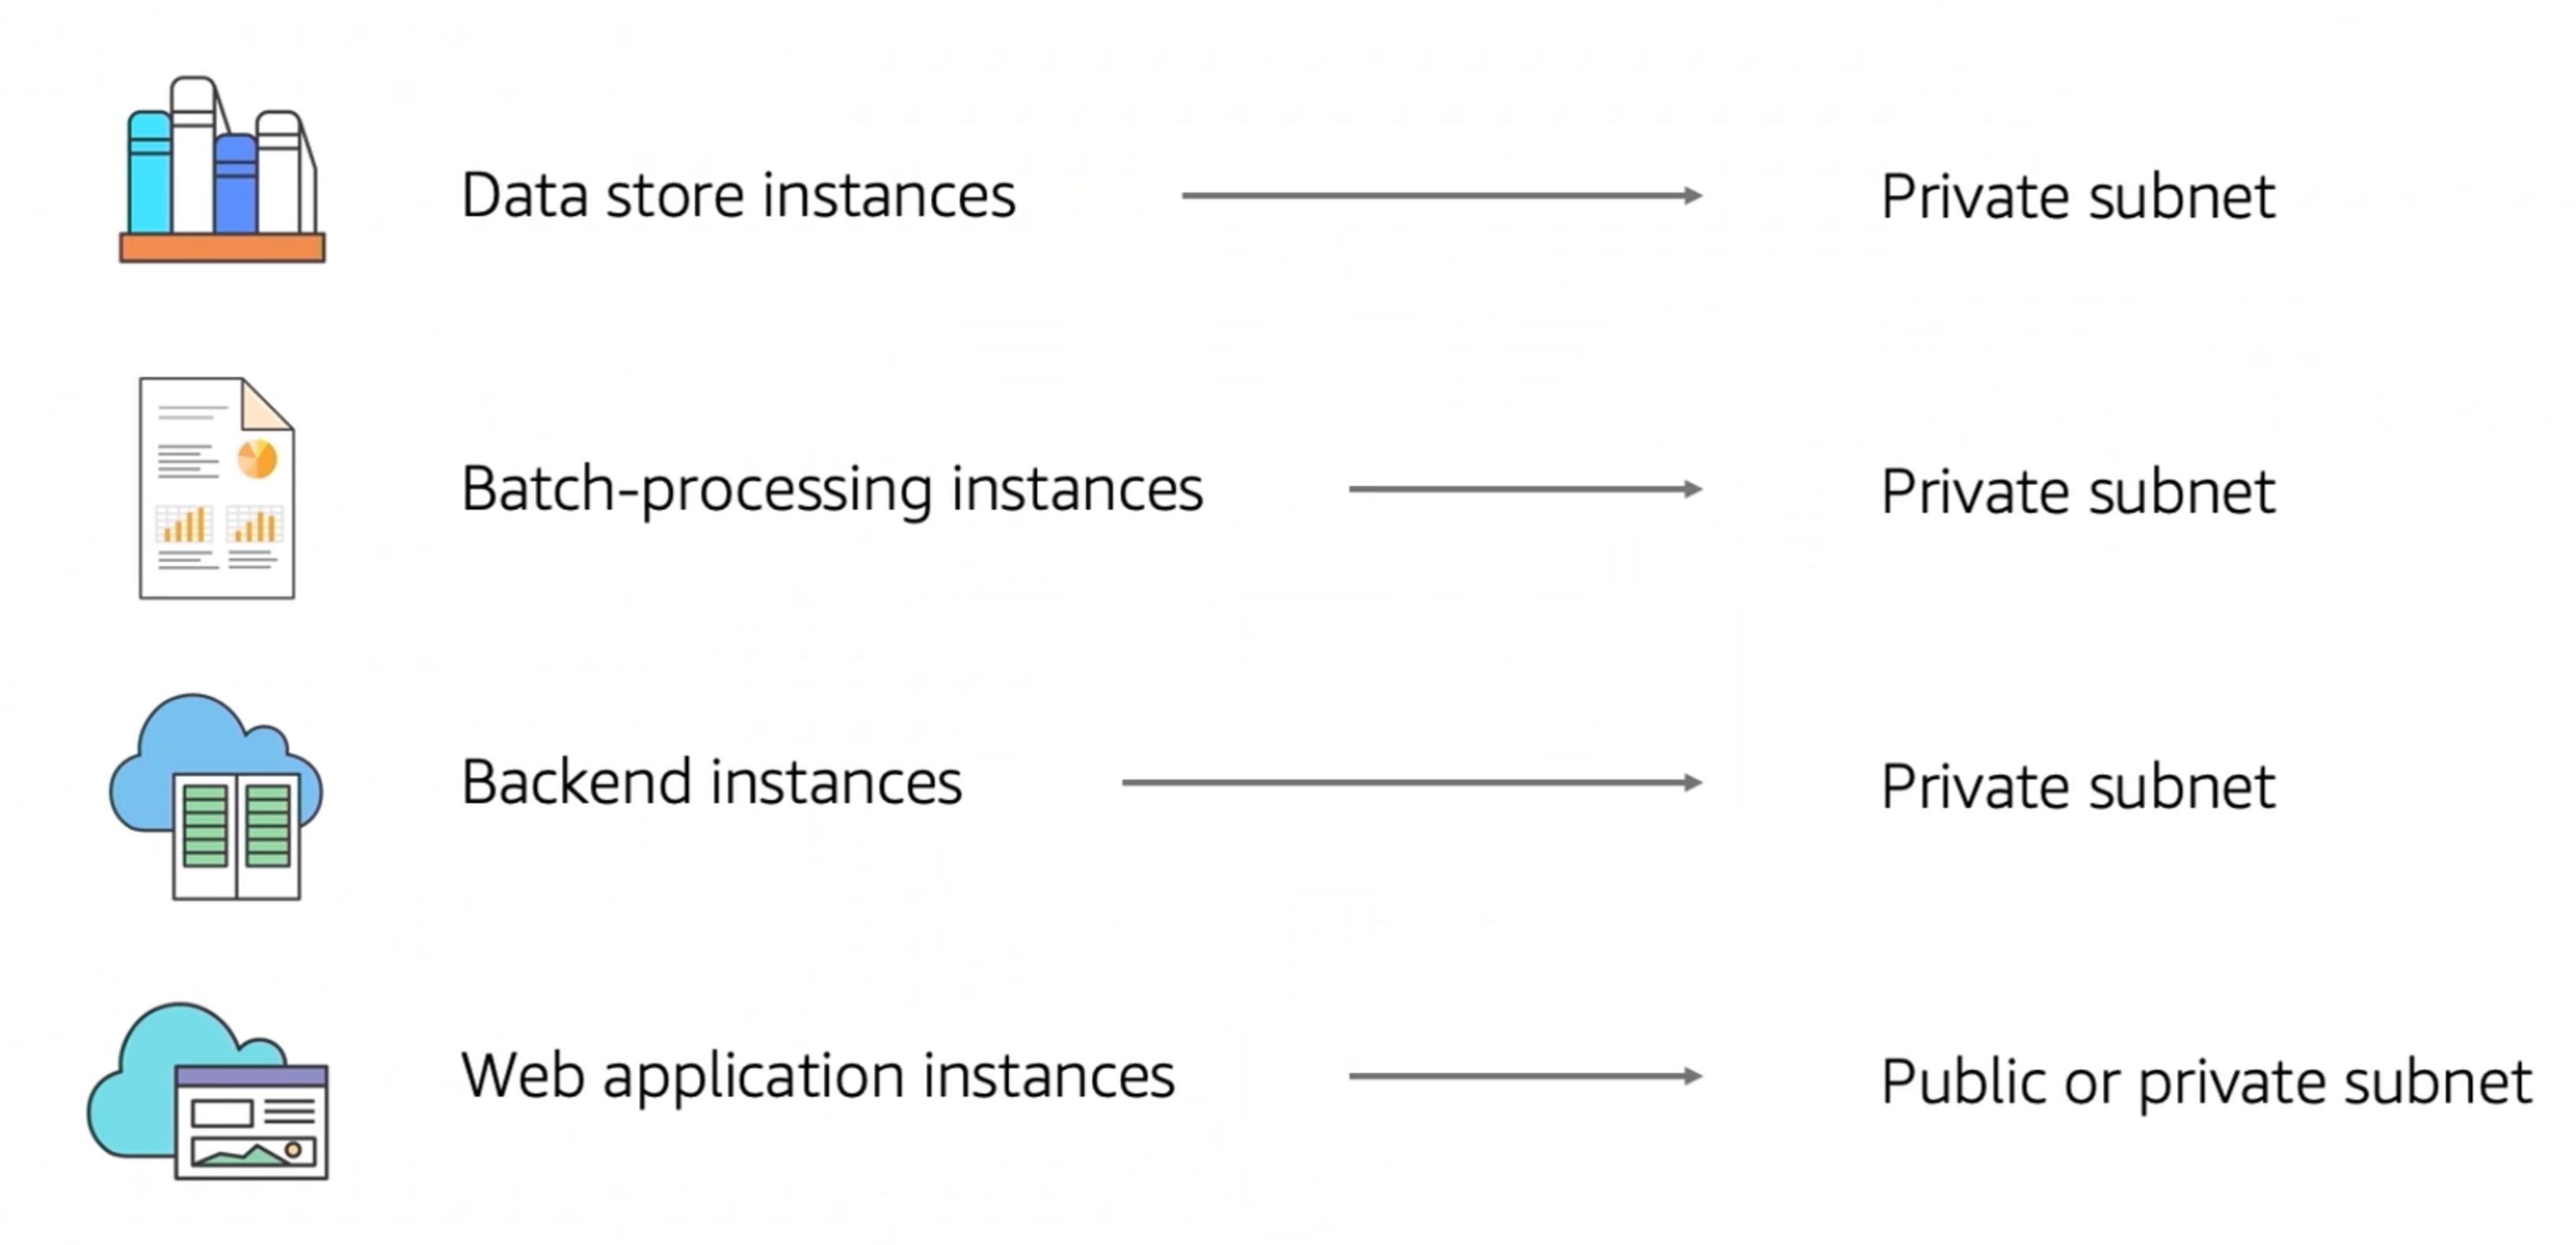 Data store instances
Private subnet
Batch-processing instances
Private subnet
Backend instances
Private subnet
Web application instances
Public or private subnet